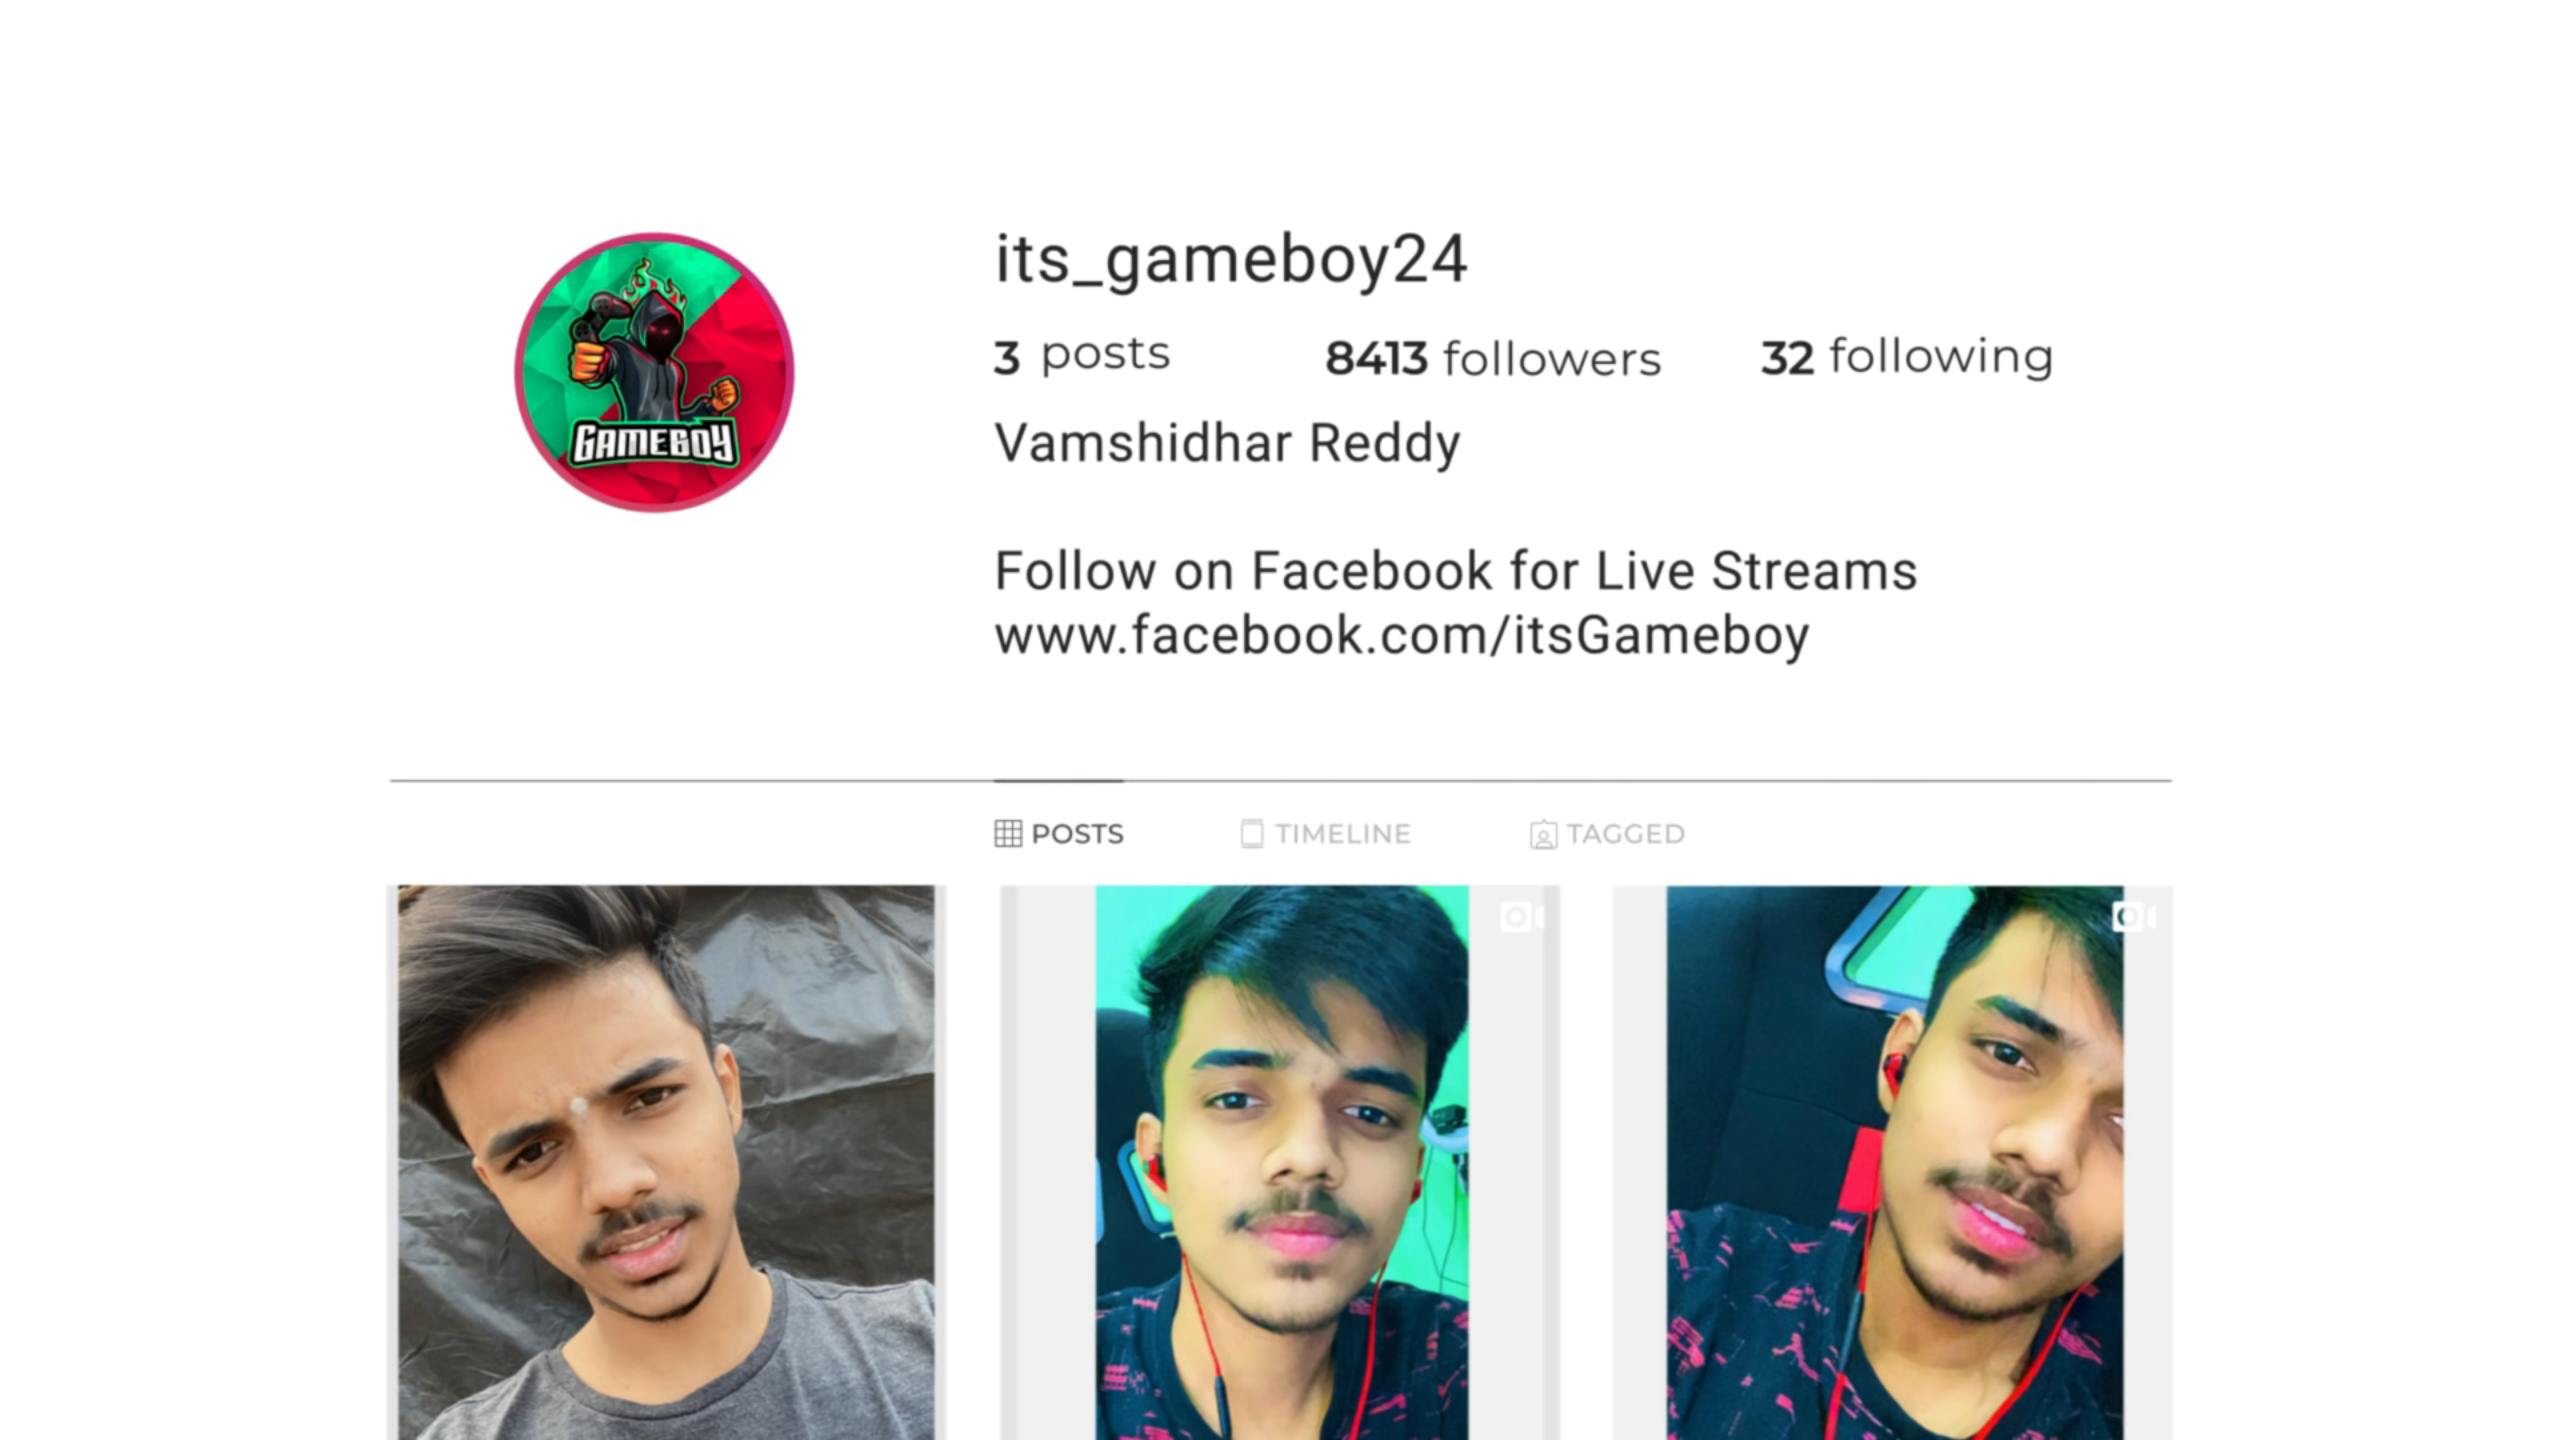 its_gameboy24
3 posts 8413 followers 32 following
Vamshidhar Reddy
Follow on Facebook for Live Streams
www.facebook.com/itsGameboy
GAMEBOY
POSTS TIMELINE TAGGED